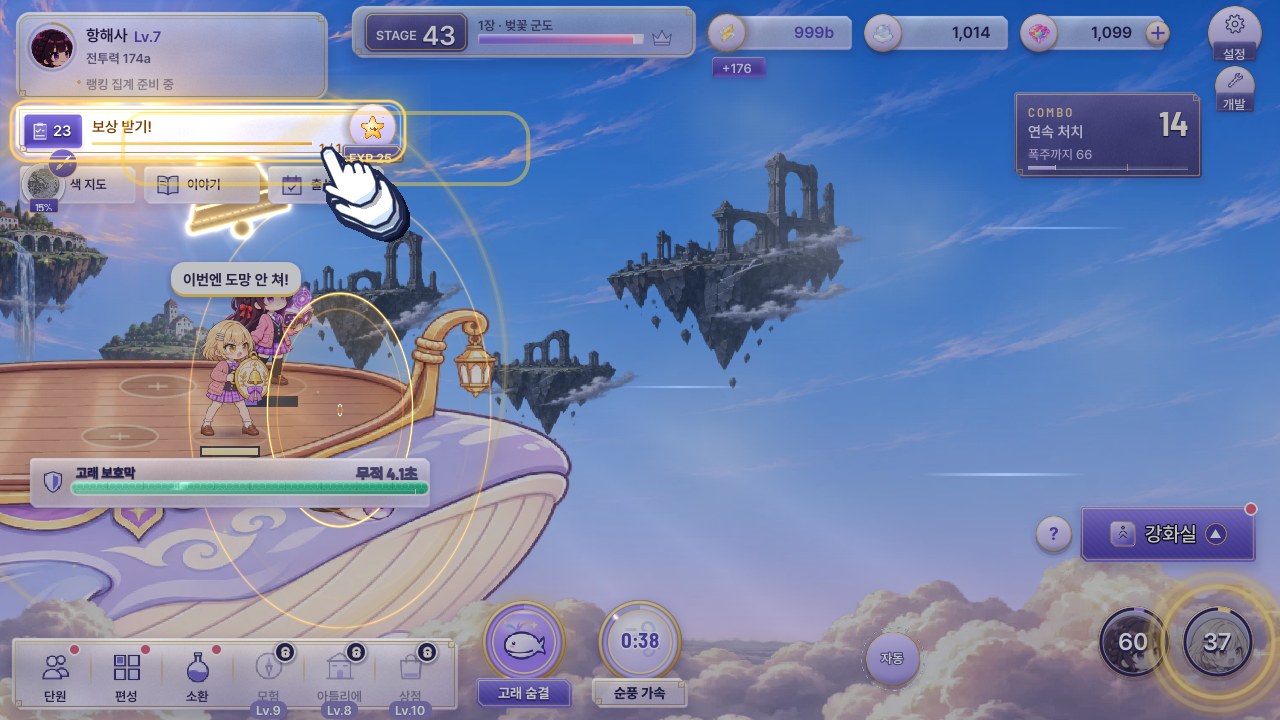 항해사 Lv.7
전투력 174a
랭킹 집계 준비 중
STAGE 43
1장 · 벚꽃 군도
999b
+176
1,014
1,099
설정
개발
23
보상 받기!
EXP 25
COMBO
연속 처치
14
폭주까지 66
색 지도
15%
이야기
이번엔 도망 안 쳐!
고래 보호막
무적 4.1초
?
강화실
60
37
자동
0:38
고래 숨결
순풍 가속
단원
편성
소환
모험
Lv.9
아틀리에
Lv.8
상점
Lv.10